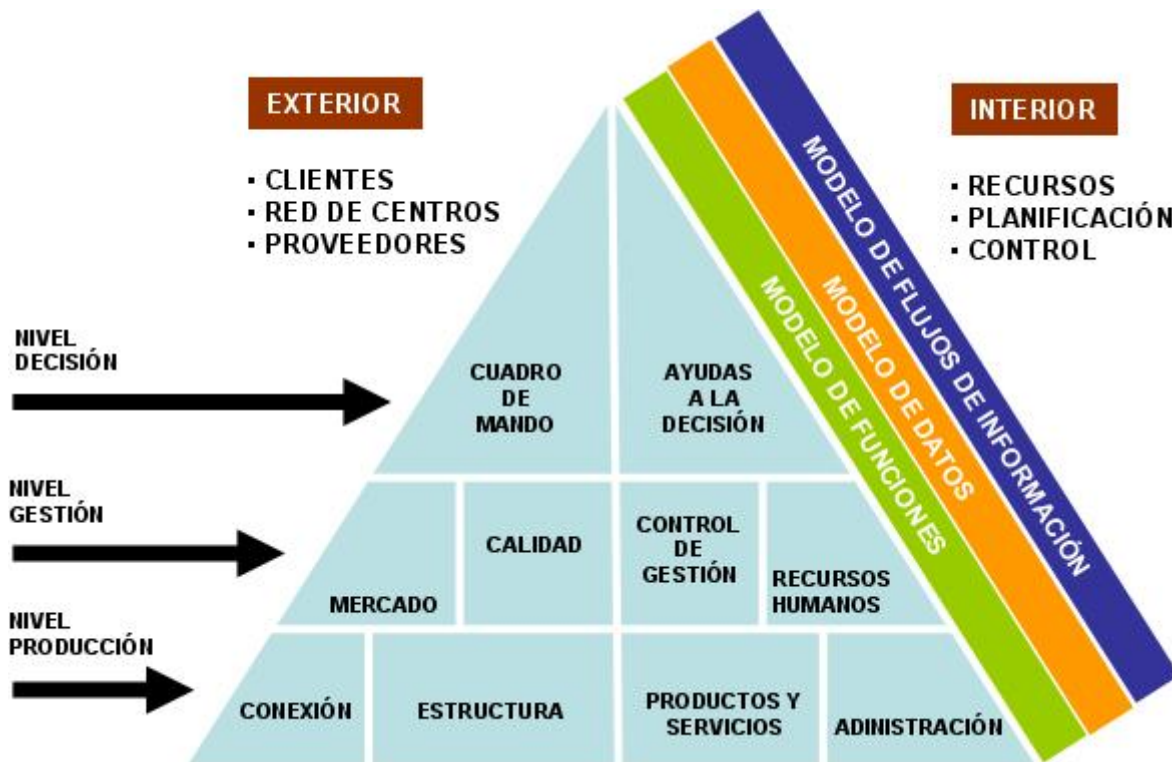 EXTERIOR
▪ CLIENTES
▪ RED DE CENTROS
▪ PROVEEDORES
INTERIOR
▪ RECURSOS
▪ PLANIFICACIÓN
▪ CONTROL
MODELO DE FLUJOS DE INFORMACIÓN
MODELO DE DATOS
MODELO DE FUNCIONES
NIVEL
DECISIÓN
CUADRO
DE
MANDO
AYUDAS
A LA
DECISIÓN
NIVEL
GESTIÓN
MERCADO
CALIDAD
CONTROL
DE
GESTIÓN
RECURSOS
HUMANOS
NIVEL
PRODUCCIÓN
CONEXIÓN
ESTRUCTURA
PRODUCTOS Y
SERVICIOS
ADINISTRACIÓN